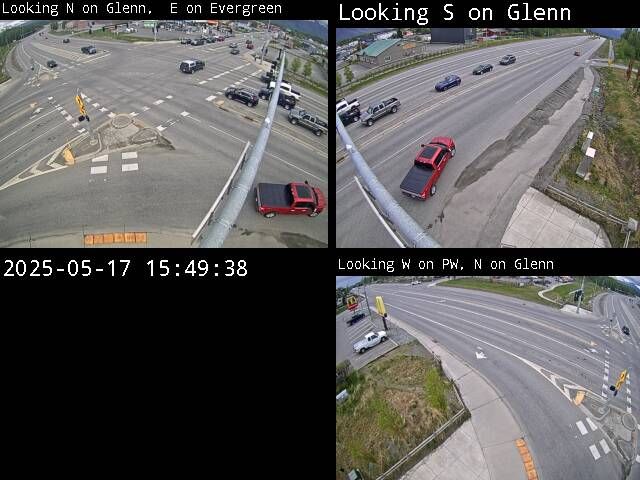 Looking N on Glenn,  E on Evergreen
Looking S on Glenn
2025-05-17 15:49:38
Looking W on PW, N on Glenn